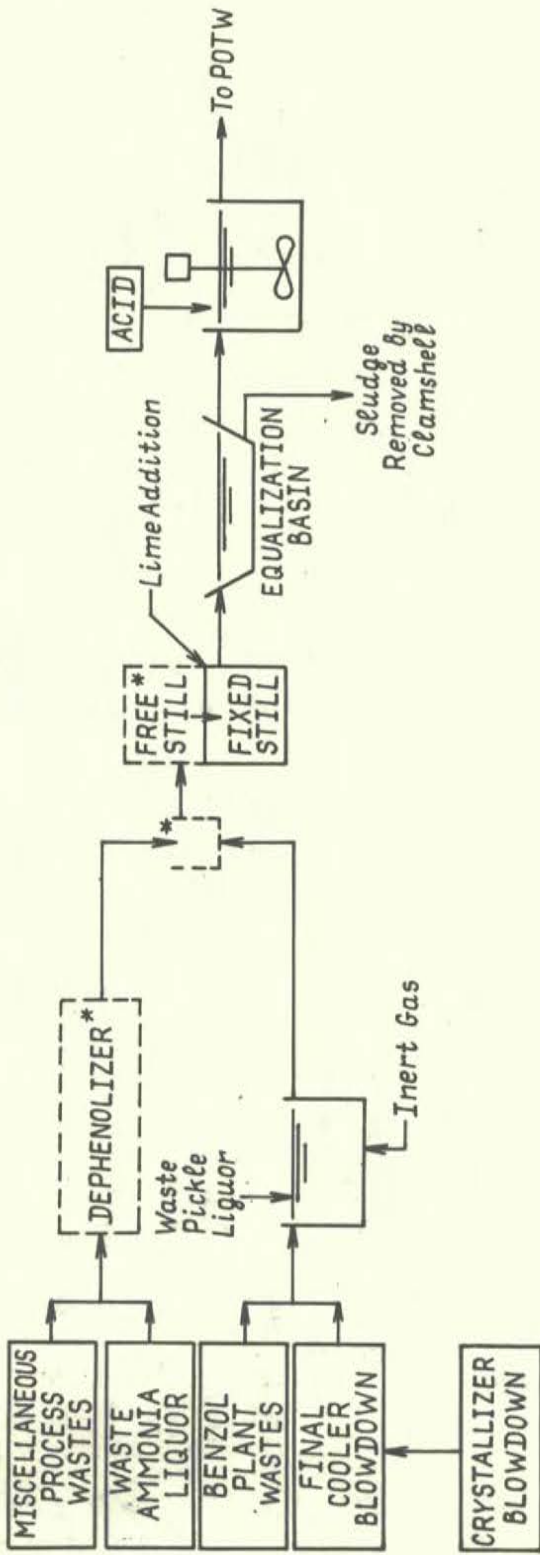 MISCELLANEOUS
PROCESS
WASTES
WASTE
AMMONIA
LIQUOR
BENZOL
PLANT
WASTES
FINAL
COOLER
BLOWDOWN
CRYSTALLIZER
BLOWDOWN
DEPHENOLIZER*
Waste
Pickle
Liquor
Inert Gas
*
FREE*
STILL
FIXED
STILL
Lime Addition
EQUALIZATION
BASIN
Sludge
Removed by
Clamshell
ACID
To POTW